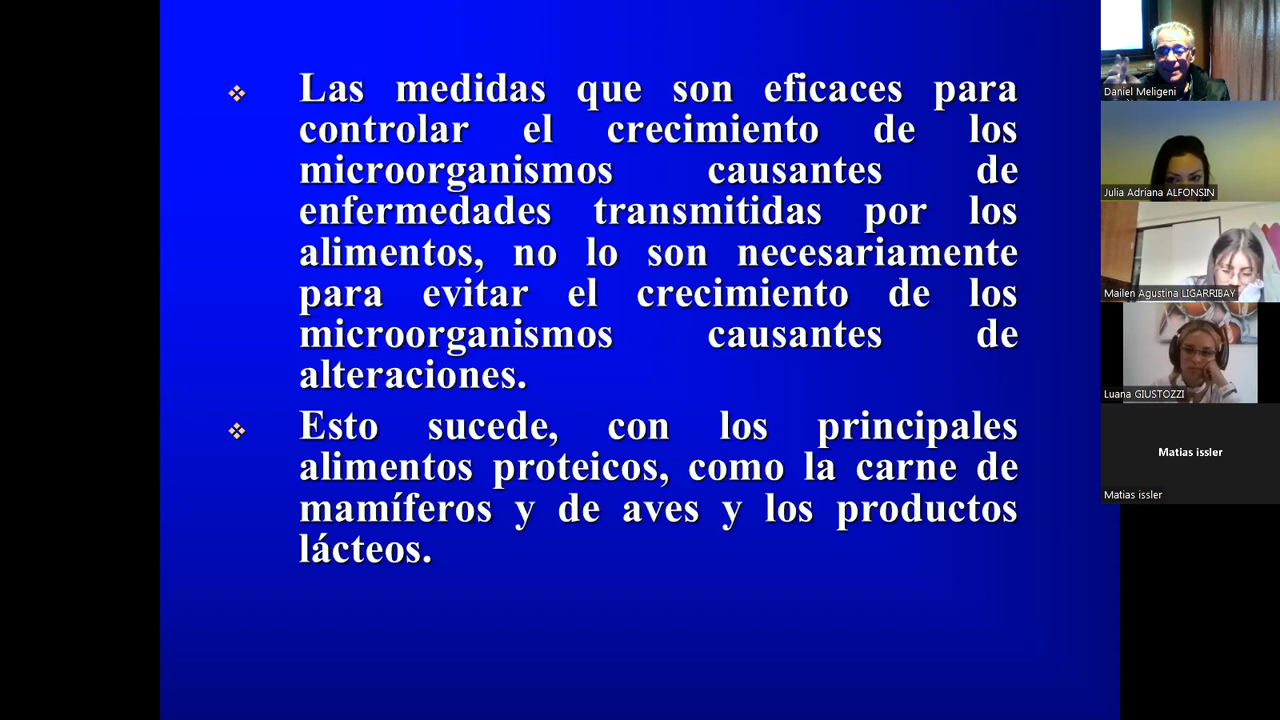 Las medidas que son eficaces para
controlar el crecimiento de los
microorganismos causantes de
enfermedades transmitidas por los
alimentos, no lo son necesariamente
para evitar el crecimiento de los
microorganismos causantes de
alteraciones.
Esto sucede, con los principales
alimentos proteicos, como la carne de
mamíferos y de aves y los productos
lácteos.
Daniel Meligeni
Julia Adriana ALFONSIN
Mailen Agustina LIGARRIBAY
Luana GIUSTOZZI
Matias issler
Matias issler